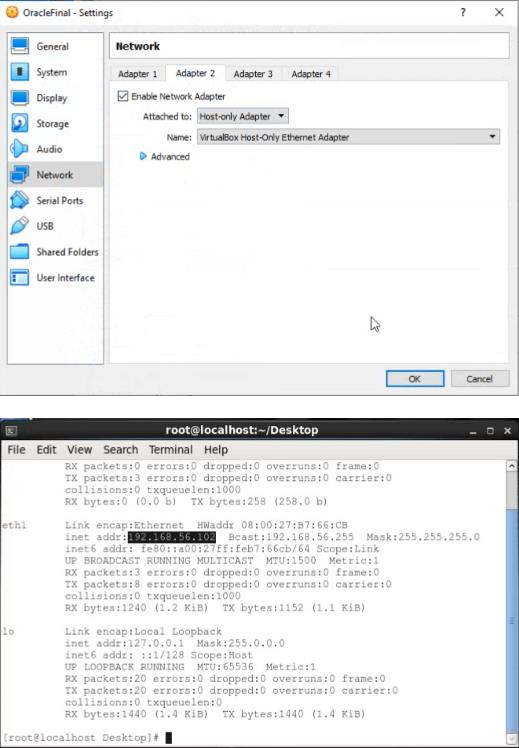 OracleFinal - Settings ? ×
General
System
Display
Storage
Audio
Network
Serial Ports
USB
Shared Folders
User Interface
Network
Adapter 1 Adapter 2 Adapter 3 Adapter 4
Enable Network Adapter
Attached to: Host-only Adapter
Name: VirtualBox Host-Only Ethernet Adapter
Advanced
OK Cancel
root@localhost:~/Desktop
File Edit View Search Terminal Help
RX packets:0 errors:0 dropped:0 overruns:0 frame:0
TX packets:3 errors:0 dropped:0 overruns:0 carrier:0
collisions:0 txqueuelen:1000
RX bytes:0 (0.0 b) TX bytes:258 (258.0 b)
eth1 Link encap:Ethernet HWaddr 08:00:27:B7:66:CB
inet addr:192.168.56.102 Bcast:192.168.56.255 Mask:255.255.255.0
inet6 addr: fe80::a00:27ff:feb7:66cb/64 Scope:Link
UP BROADCAST RUNNING MULTICAST MTU:1500 Metric:1
RX packets:3 errors:0 dropped:0 overruns:0 frame:0
TX packets:8 errors:0 dropped:0 overruns:0 carrier:0
collisions:0 txqueuelen:1000
RX bytes:1240 (1.2 KiB) TX bytes:1152 (1.1 KiB)
lo Link encap:Local Loopback
inet addr:127.0.0.1 Mask:255.0.0.0
inet6 addr: ::1/128 Scope:Host
UP LOOPBACK RUNNING MTU:65536 Metric:1
RX packets:20 errors:0 dropped:0 overruns:0 frame:0
TX packets:20 errors:0 dropped:0 overruns:0 carrier:0
collisions:0 txqueuelen:0
RX bytes:1440 (1.4 KiB) TX bytes:1440 (1.4 KiB)
[root@localhost Desktop]#